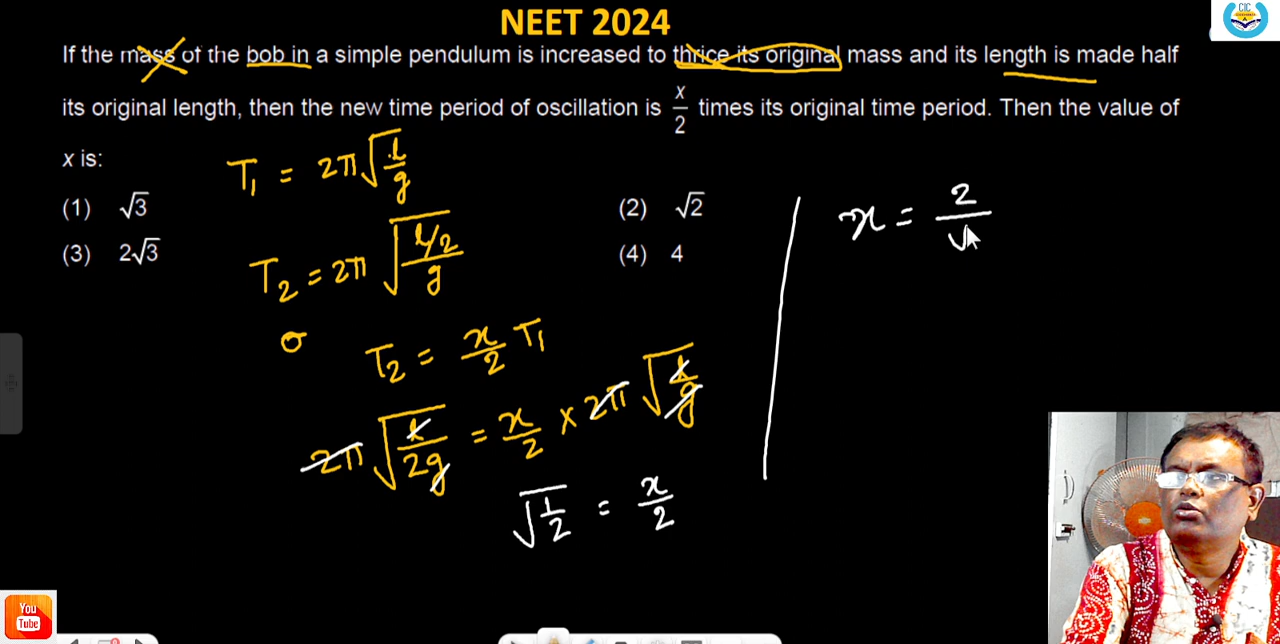 NEET 2024
CIC
If the mass of the bob in a simple pendulum is increased to thrice its original mass and its length is made half
its original length, then the new time period of oscillation is x/2 times its original time period. Then the value of
x is:
(1) √3
(2) √2
(3) 2√3
(4) 4
T₁ = 2π√(l/g)
T₂ = 2π√((l/2)/g)
σ
T₂ = x/2 T₁
2π√(l/2g) = x/2 × 2π√(l/g)
√(1/2) = x/2
x = 2/√
You
Tube